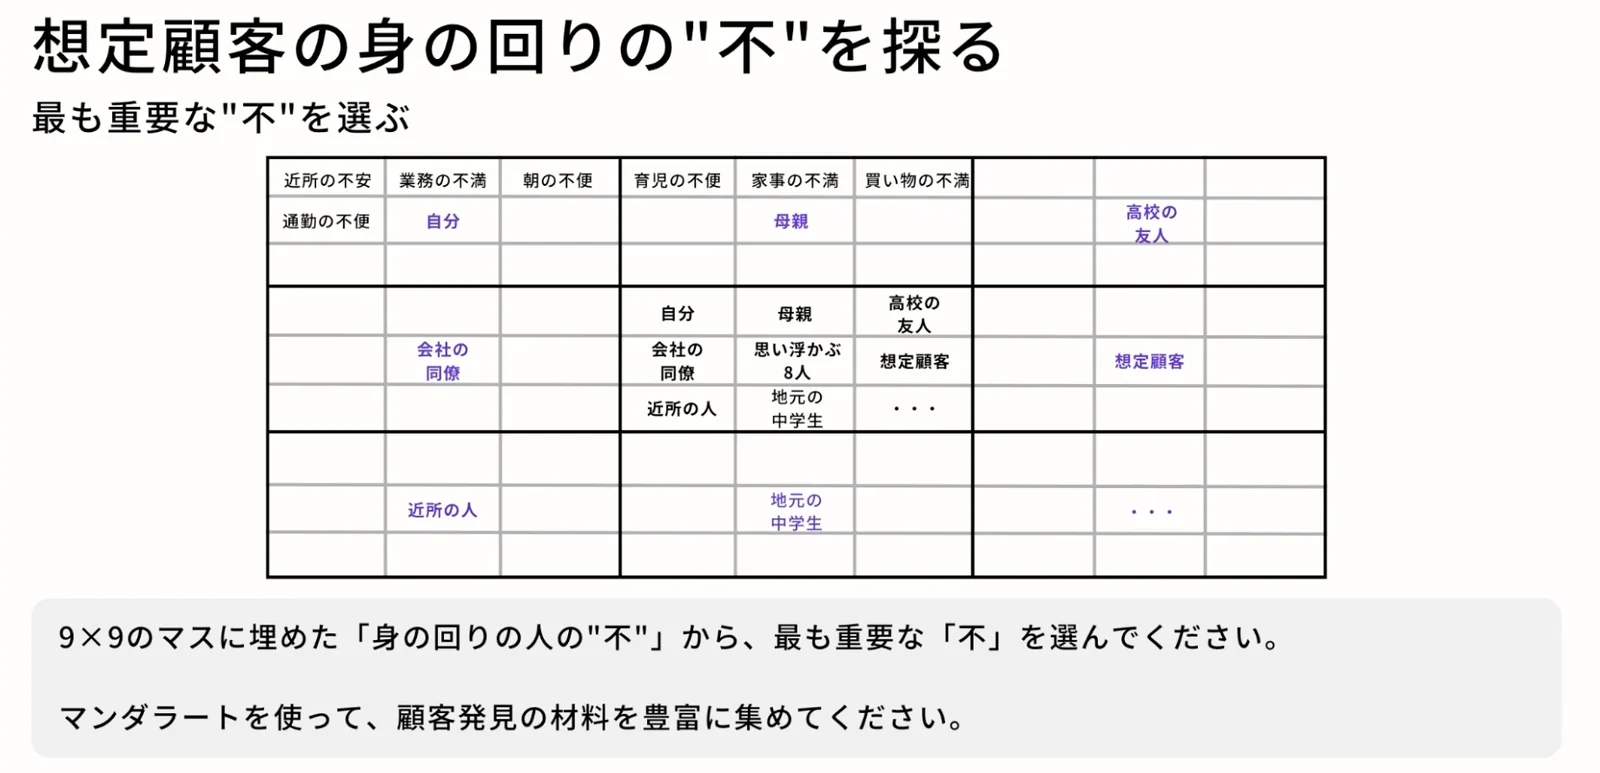 想定顧客の身の回りの"不"を探る
最も重要な"不"を選ぶ
近所の不安 業務の不満 朝の不便 育児の不便 家事の不満 買い物の不満
通勤の不便 自分 母親 高校の
友人
自分 母親 高校の
友人
会社の
同僚
会社の
同僚
思い浮かぶ
8人
想定顧客 想定顧客
近所の人 地元の
中学生
・・・
近所の人 地元の
中学生
・・・
9×9のマスに埋めた「身の回りの人の"不"」から、最も重要な「不」を選んでください。
マンダラートを使って、顧客発見の材料を豊富に集めてください。